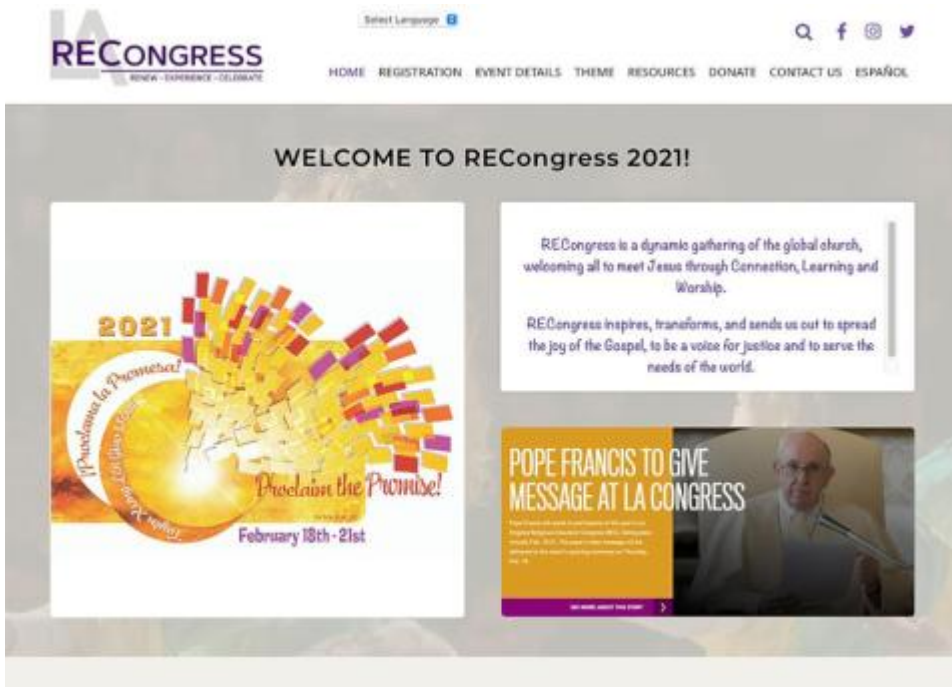 Select Language
LA
RECONGRESS
RENEW · EXPERIENCE · CELEBRATE
HOME REGISTRATION EVENT DETAILS THEME RESOURCES DONATE CONTACT US ESPAÑOL
WELCOME TO RECongress 2021!
2021
¡Proclama la Promesa!
Proclaim the Promise!
February 18th - 21st
RECongress is a dynamic gathering of the global church,
welcoming all to meet Jesus through Connection, Learning and
Worship.
RECongress inspires, transforms, and sends us out to spread
the joy of the Gospel, to be a voice for justice and to serve the
needs of the world.
POPE FRANCIS TO GIVE
MESSAGE AT LA CONGRESS